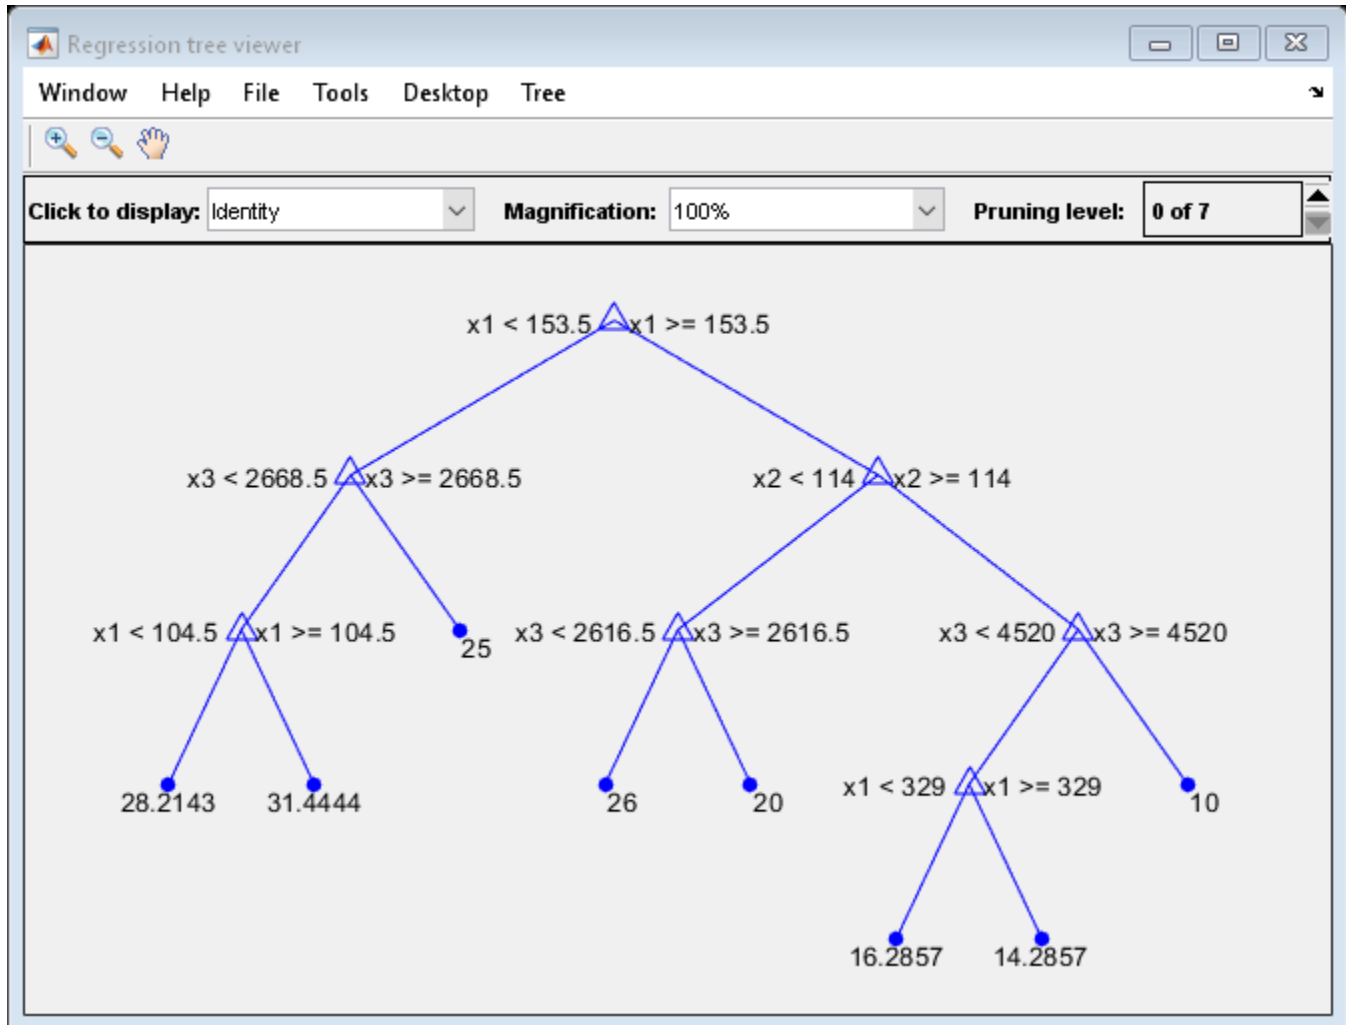 Regression tree viewer
Window Help File Tools Desktop Tree
Click to display: Identity Magnification: 100% Pruning level: 0 of 7
x1 < 153.5 x1 >= 153.5
x3 < 2668.5 x3 >= 2668.5 x2 < 114 x2 >= 114
x1 < 104.5 x1 >= 104.5 25 x3 < 2616.5 x3 >= 2616.5 x3 < 4520 x3 >= 4520
28.2143 31.4444 26 20 x1 < 329 x1 >= 329 10
16.2857 14.2857